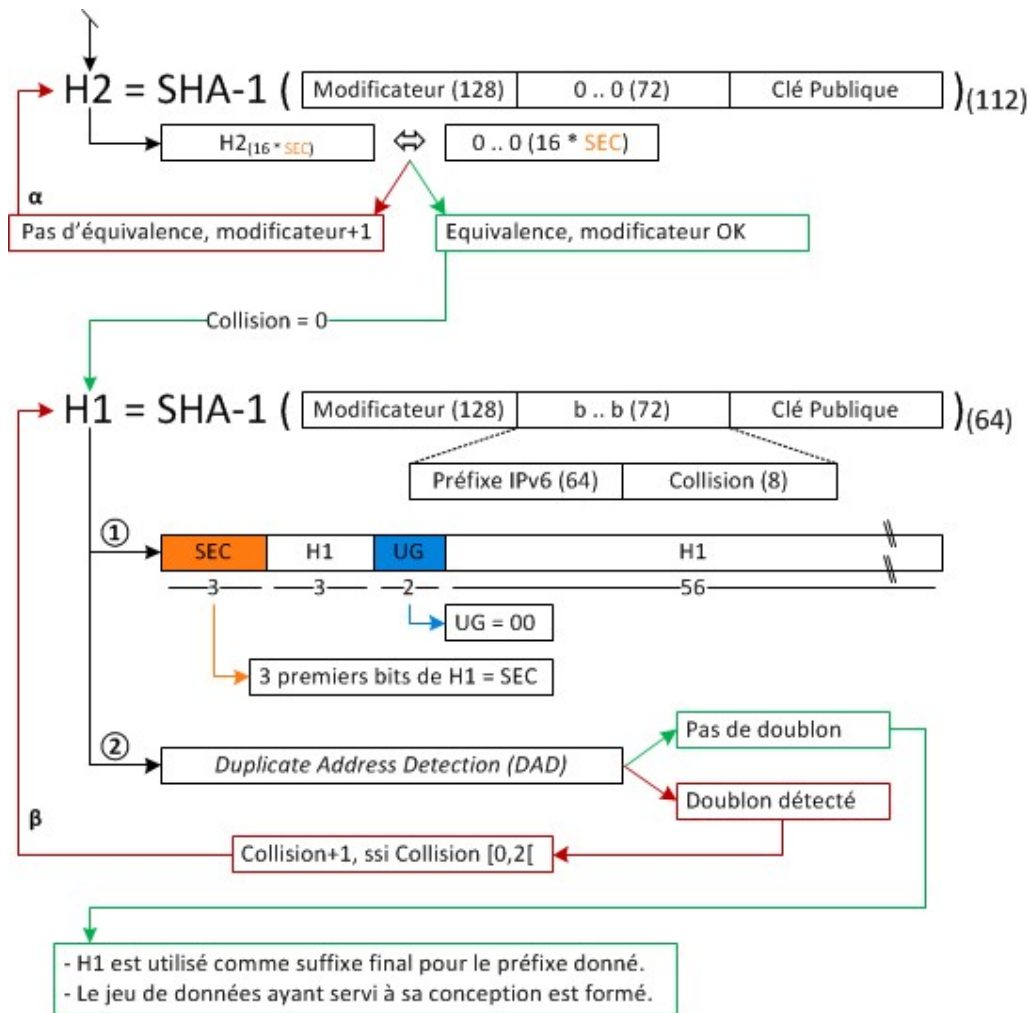 H2 = SHA-1 ( Modificateur (128) 0 .. 0 (72) Clé Publique )(112)
H2(16 * SEC) ⇔ 0 .. 0 (16 * SEC)
α
Pas d'équivalence, modificateur+1 Equivalence, modificateur OK
Collision = 0
H1 = SHA-1 ( Modificateur (128) b .. b (72) Clé Publique )(64)
Préfixe IPv6 (64) Collision (8)
① SEC H1 UG H1
3 3 2 56
UG = 00
3 premiers bits de H1 = SEC
Pas de doublon
② Duplicate Address Detection (DAD)
Doublon détecté
β
Collision+1, ssi Collision [0,2[
- H1 est utilisé comme suffixe final pour le préfixe donné.
- Le jeu de données ayant servi à sa conception est formé.